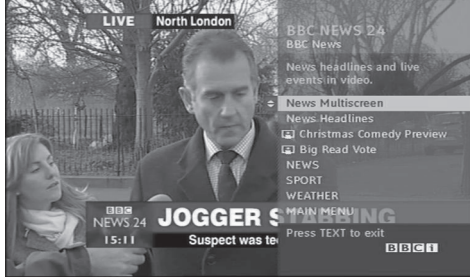 LIVE North London
BBC NEWS 24
BBC News
News headlines and live
events in video.
News Multiscreen
News Headlines
Christmas Comedy Preview
Big Read Vote
NEWS
SPORT
WEATHER
MAIN MENU
Press TEXT to exit
BBCi
BBC
NEWS 24
15:11
JOGGER STABBING
Suspect was